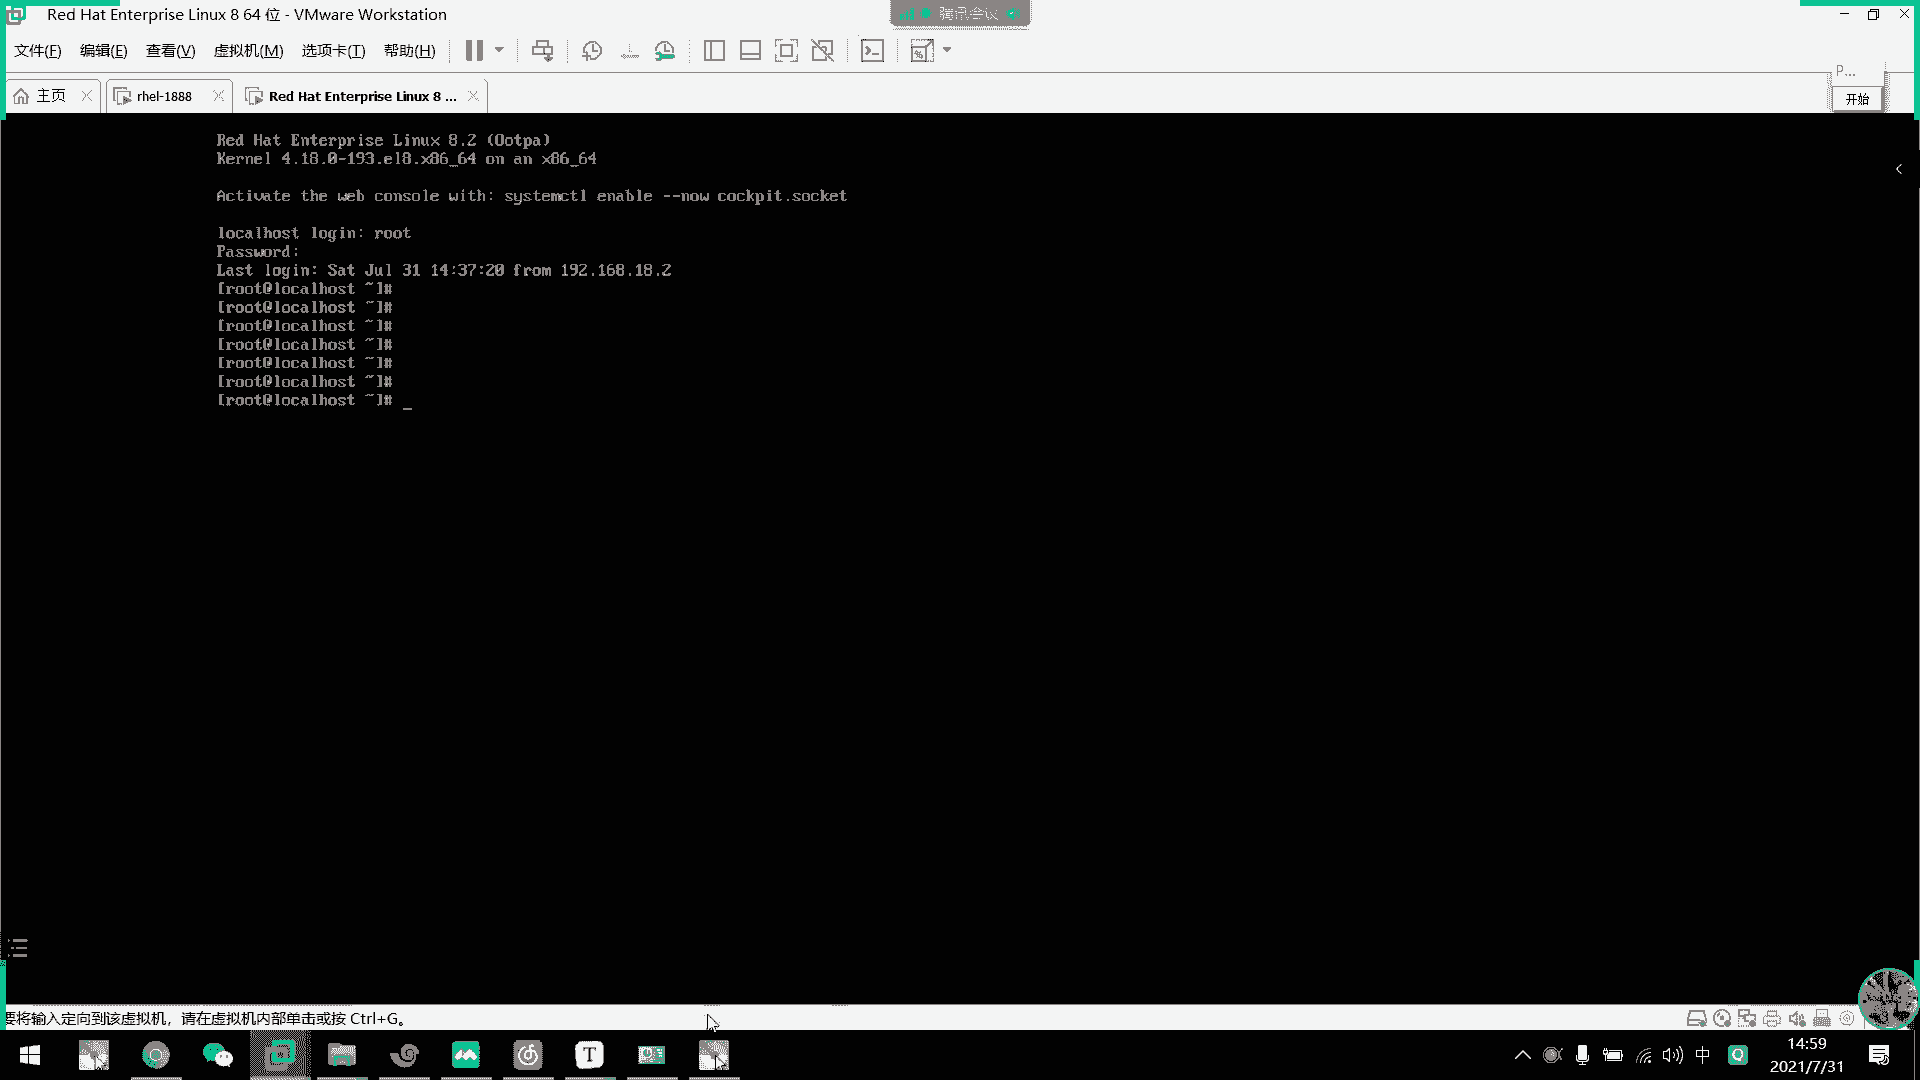 Red Hat Enterprise Linux 8 64 位 - VMware Workstation
腾讯会议
文件(F) 编辑(E) 查看(V) 虚拟机(M) 选项卡(T) 帮助(H)
P...
主页 rhel-1888 Red Hat Enterprise Linux 8 ... 开始
Red Hat Enterprise Linux 8.2 (Ootpa)
Kernel 4.18.0-193.el8.x86_64 on an x86_64
Activate the web console with: systemctl enable --now cockpit.socket
localhost login: root
Password:
Last login: Sat Jul 31 14:37:20 from 192.168.18.2
[root@localhost ~]#
[root@localhost ~]#
[root@localhost ~]#
[root@localhost ~]#
[root@localhost ~]#
[root@localhost ~]#
[root@localhost ~]# _
要将输入定向到该虚拟机，请在虚拟机内部单击或按 Ctrl+G。
T
中
14:59
2021/7/31